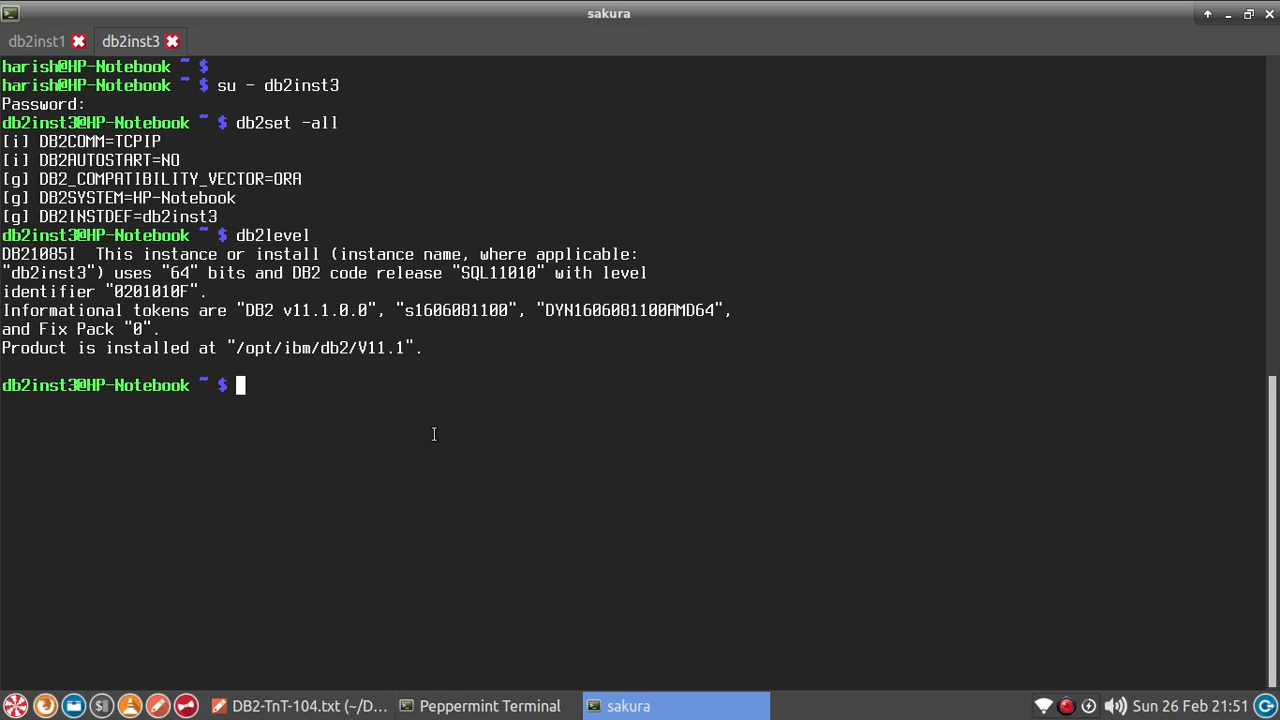 sakura
db2inst1
db2inst3
harish@HP-Notebook ~ $
harish@HP-Notebook ~ $ su - db2inst3
Password:
db2inst3@HP-Notebook ~ $ db2set -all
[i] DB2COMM=TCPIP
[i] DB2AUTOSTART=NO
[g] DB2_COMPATIBILITY_VECTOR=ORA
[g] DB2SYSTEM=HP-Notebook
[g] DB2INSTDEF=db2inst3
db2inst3@HP-Notebook ~ $ db2level
DB21085I  This instance or install (instance name, where applicable:
"db2inst3") uses "64" bits and DB2 code release "SQL11010" with level
identifier "0201010F".
Informational tokens are "DB2 v11.1.0.0", "s1606081100", "DYN1606081100AMD64",
and Fix Pack "0".
Product is installed at "/opt/ibm/db2/V11.1".
db2inst3@HP-Notebook ~ $
DB2-TnT-104.txt (~/D...
Peppermint Terminal
sakura
Sun 26 Feb 21:51